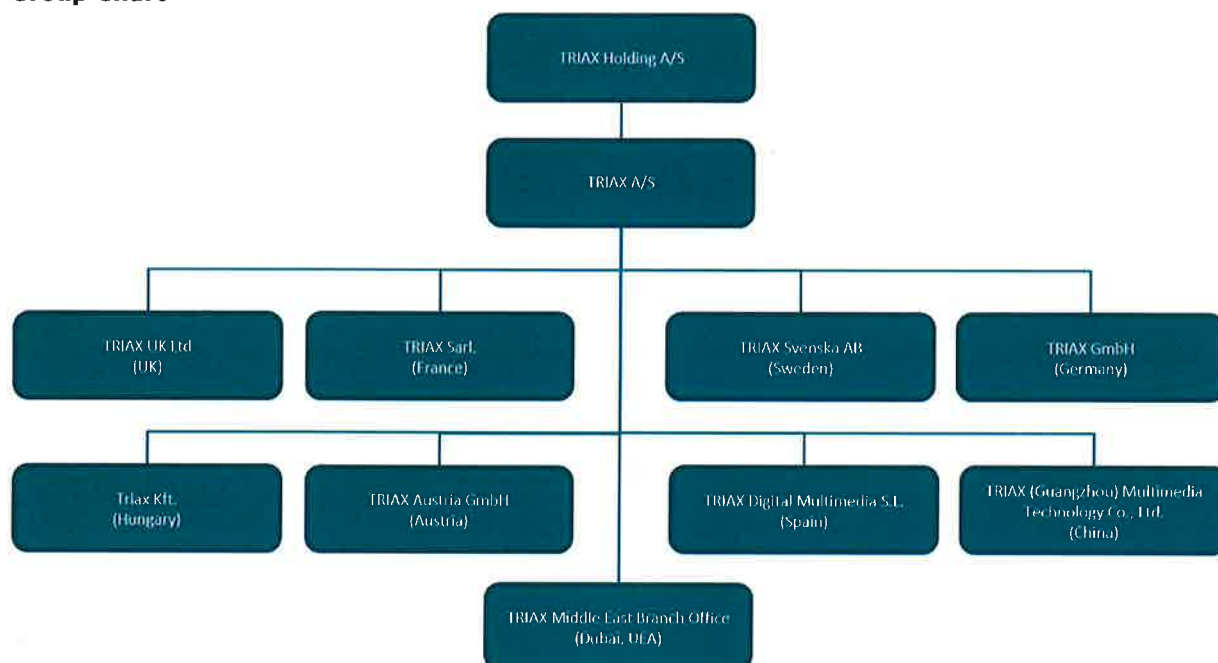 Group Chart
TRIAX Holding A/S
TRIAX A/S
TRIAX UK Ltd
(UK)
TRIAX Sarl.
(France)
TRIAX Svenska AB
(Sweden)
TRIAX GmbH
(Germany)
Triax Kft.
(Hungary)
TRIAX Austria GmbH
(Austria)
TRIAX Digital Multimedia S.L.
(Spain)
TRIAX (Guangzhou) Multimedia
Technology Co., Ltd.
(China)
TRIAX Middle East Branch Office
(Dubai, UEA)